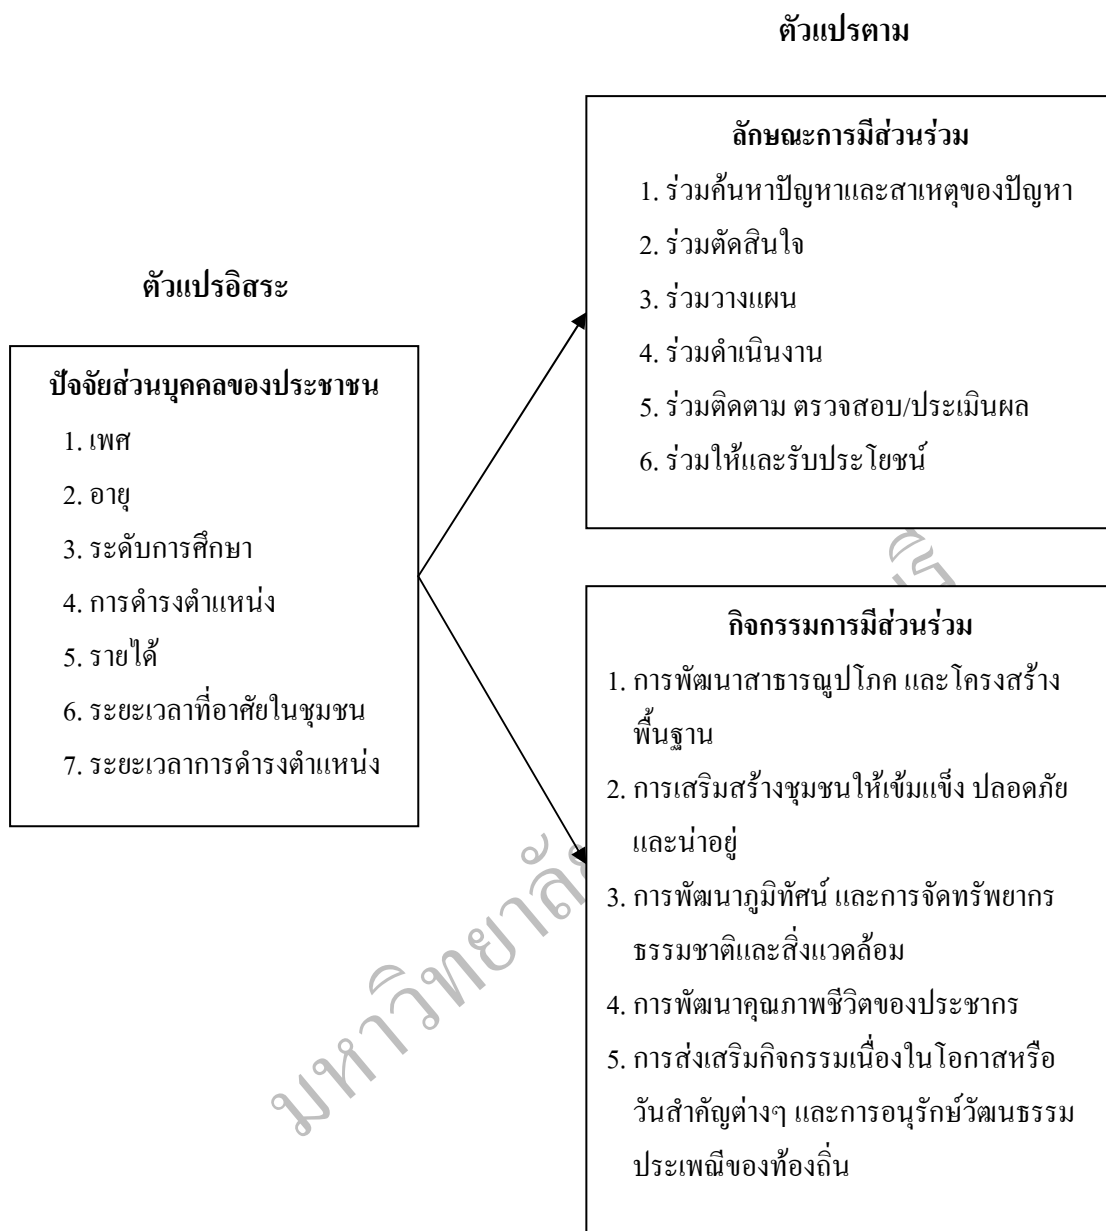 ตัวแปรตาม
ลักษณะการมีส่วนร่วม
1. ร่วมค้นหาปัญหาและสาเหตุของปัญหา
2. ร่วมตัดสินใจ
3. ร่วมวางแผน
4. ร่วมดำเนินงาน
5. ร่วมติดตาม ตรวจสอบ/ประเมินผล
6. ร่วมให้และรับประโยชน์
ตัวแปรอิสระ
ปัจจัยส่วนบุคคลของประชาชน
1. เพศ
2. อายุ
3. ระดับการศึกษา
4. การดำรงตำแหน่ง
5. รายได้
6. ระยะเวลาที่อาศัยในชุมชน
7. ระยะเวลาการดำรงตำแหน่ง
กิจกรรมการมีส่วนร่วม
1. การพัฒนาสาธารณูปโภค และโครงสร้าง
พื้นฐาน
2. การเสริมสร้างชุมชนให้เข้มแข็ง ปลอดภัย
และน่าอยู่
3. การพัฒนาภูมิทัศน์ และการจัดทรัพยากร
ธรรมชาติและสิ่งแวดล้อม
4. การพัฒนาคุณภาพชีวิตของประชากร
5. การส่งเสริมกิจกรรมเนื่องในโอกาสหรือ
วันสำคัญต่างๆ และการอนุรักษ์วัฒนธรรม
ประเพณีของท้องถิ่น
มหาวิทยาลัย